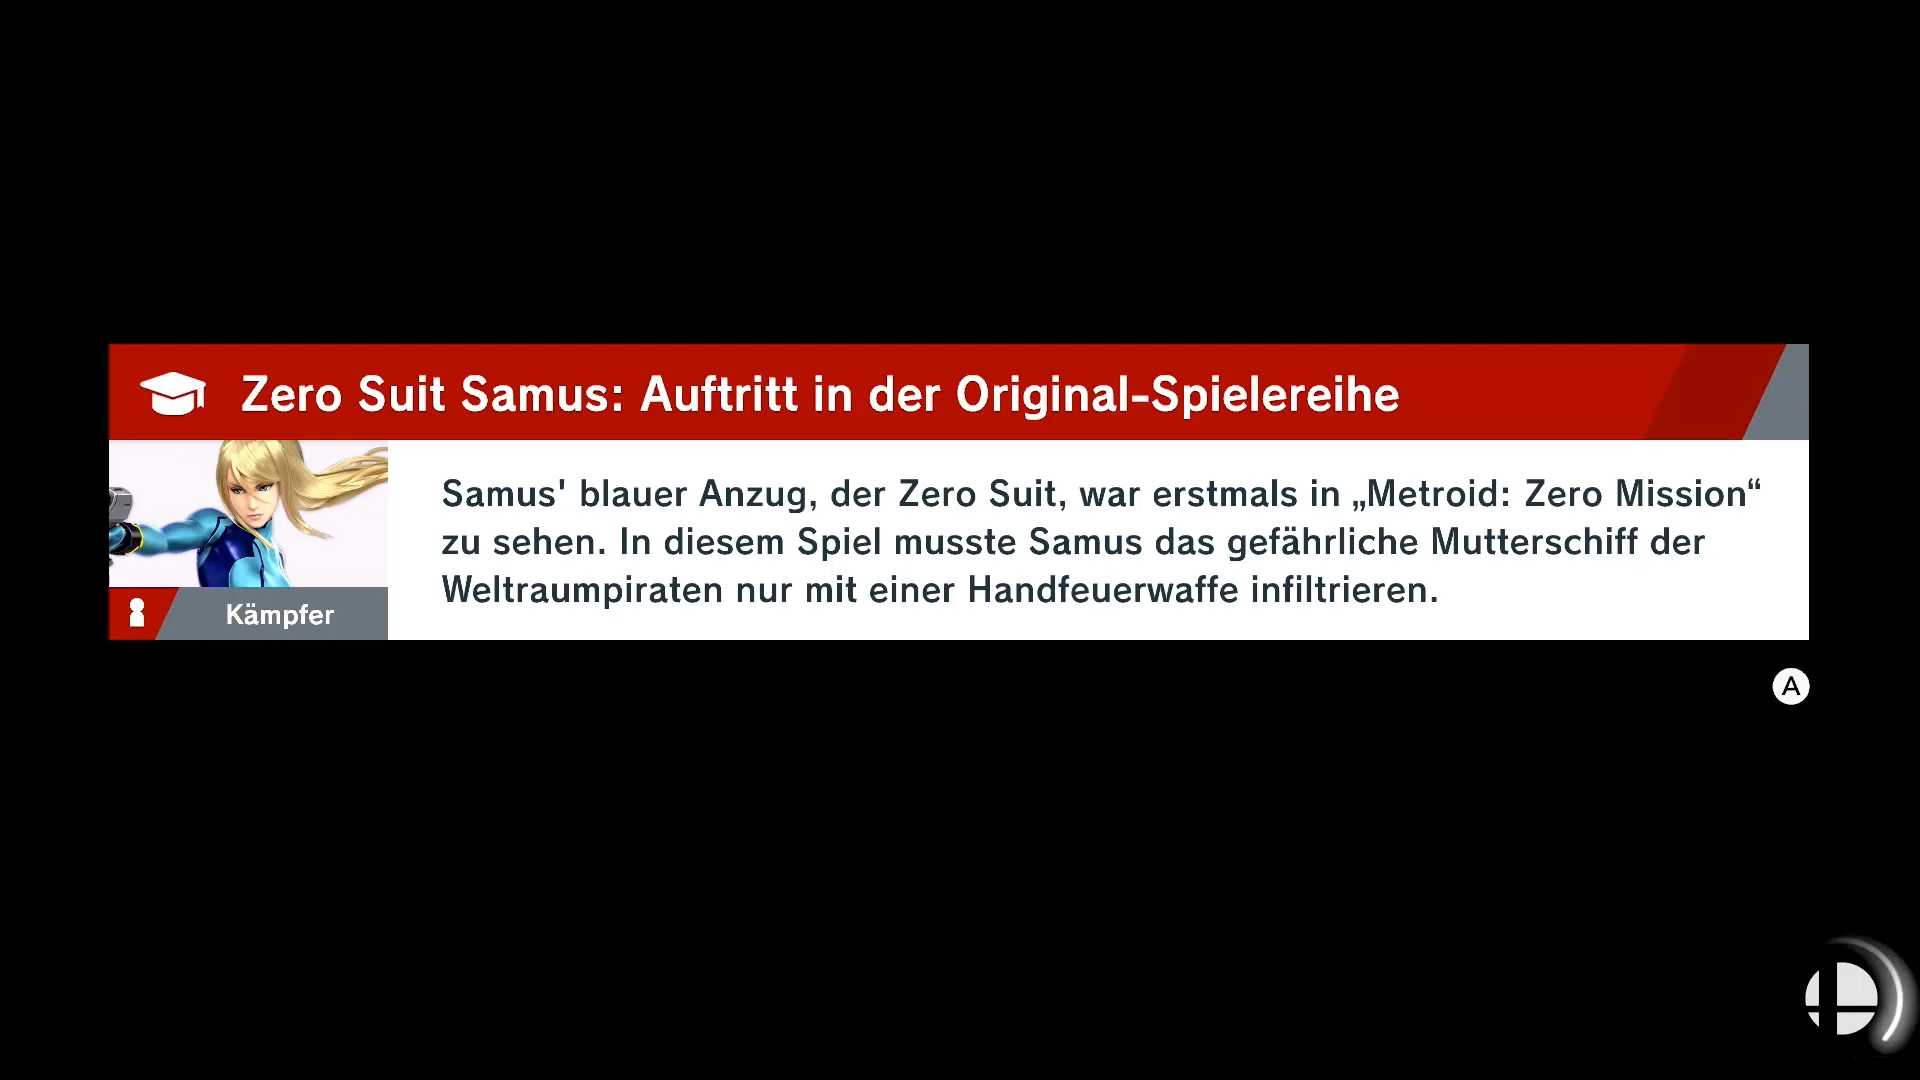 Zero Suit Samus: Auftritt in der Original-Spielereihe
Samus' blauer Anzug, der Zero Suit, war erstmals in „Metroid: Zero Mission“
zu sehen. In diesem Spiel musste Samus das gefährliche Mutterschiff der
Weltraumpiraten nur mit einer Handfeuerwaffe infiltrieren.
Kämpfer
A